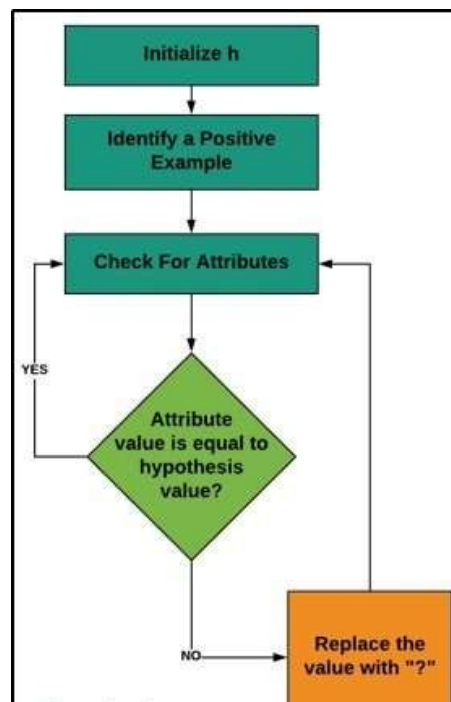 Initialize h
Identify a Positive
Example
Check For Attributes
YES
Attribute
value is equal to
hypothesis
value?
NO
Replace the
value with "?"